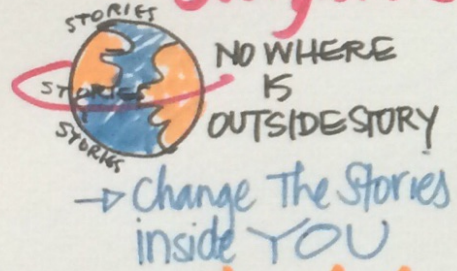 STORIES
NO WHERE
STORIES
IS
STORIES
OUTSIDE STORY
→ Change The Stories
inside YOU